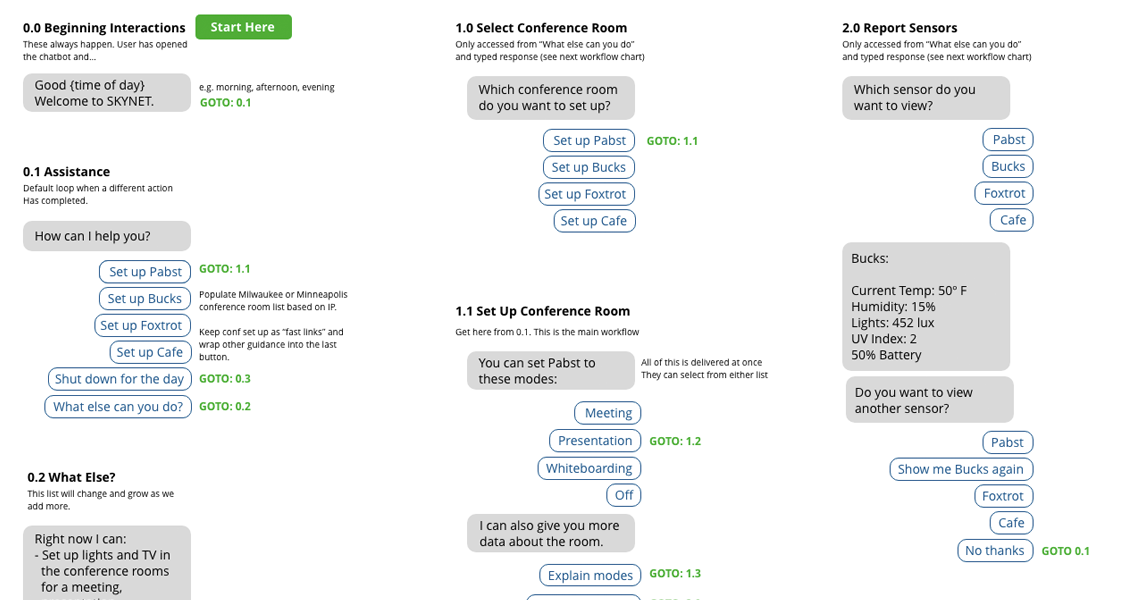 0.0 Beginning Interactions
Start Here
These always happen. User has opened
the chatbot and...
Good {time of day}
Welcome to SKYNET.
e.g. morning, afternoon, evening
GOTO: 0.1
0.1 Assistance
Default loop when a different action
Has completed.
How can I help you?
Set up Pabst
GOTO: 1.1
Set up Bucks
Populate Milwaukee or Minneapolis
conference room list based on IP.
Set up Foxtrot
Keep conf set up as “fast links” and
wrap other guidance into the last
button.
Set up Cafe
Shut down for the day
GOTO: 0.3
What else can you do?
GOTO: 0.2
0.2 What Else?
This list will change and grow as we
add more.
Right now I can:
- Set up lights and TV in
the conference rooms
for a meeting,
1.0 Select Conference Room
Only accessed from “What else can you do”
and typed response (see next workflow chart)
Which conference room
do you want to set up?
Set up Pabst
GOTO: 1.1
Set up Bucks
Set up Foxtrot
Set up Cafe
1.1 Set Up Conference Room
Get here from 0.1. This is the main workflow
You can set Pabst to
these modes:
All of this is delivered at once
They can select from either list
Meeting
Presentation
GOTO: 1.2
Whiteboarding
Off
I can also give you more
data about the room.
Explain modes
GOTO: 1.3
2.0 Report Sensors
Only accessed from “What else can you do”
and typed response (see next workflow chart)
Which sensor do you
want to view?
Pabst
Bucks
Foxtrot
Cafe
Bucks:
Current Temp: 50º F
Humidity: 15%
Lights: 452 lux
UV Index: 2
50% Battery
Do you want to view
another sensor?
Pabst
Show me Bucks again
Foxtrot
Cafe
No thanks
GOTO 0.1